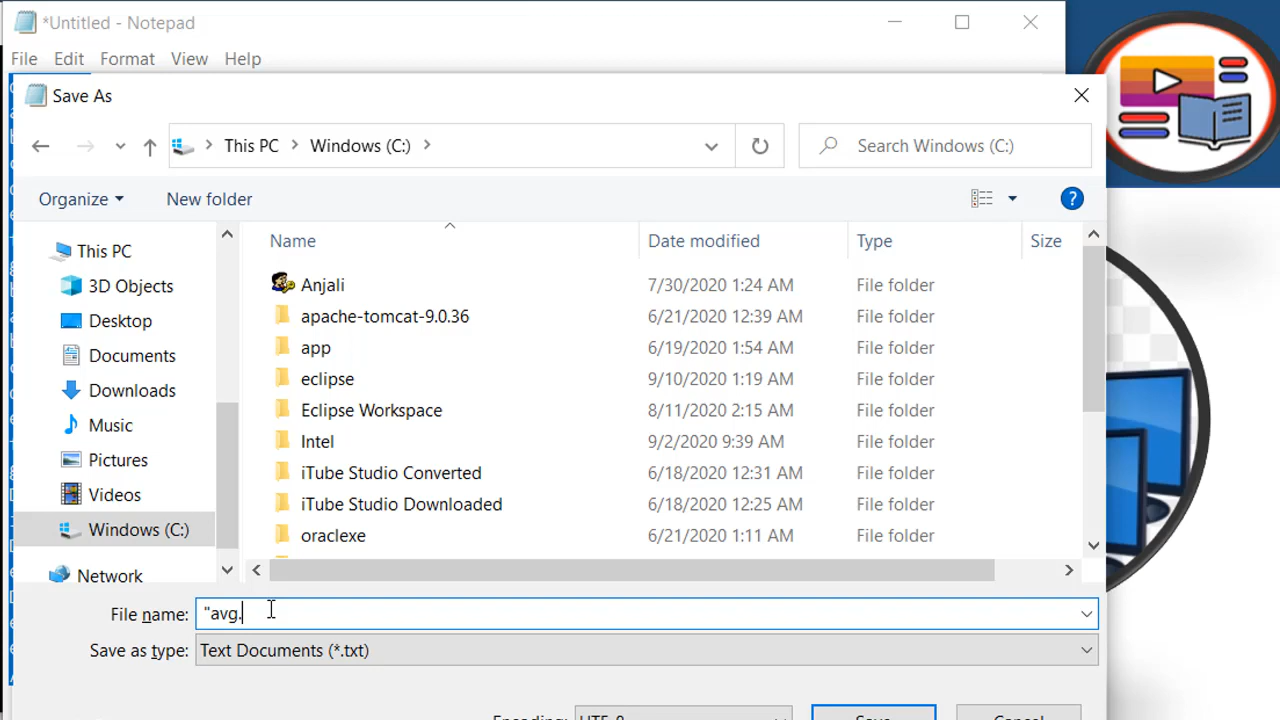 *Untitled - Notepad
File Edit Format View Help
Save As
This PC Windows (C:)
Search Windows (C:)
Organize New folder
?
Name Date modified Type Size
This PC
3D Objects
Desktop
Documents
Downloads
Music
Pictures
Videos
Windows (C:)
Network
Anjali 7/30/2020 1:24 AM File folder
apache-tomcat-9.0.36 6/21/2020 12:39 AM File folder
app 6/19/2020 1:54 AM File folder
eclipse 9/10/2020 1:19 AM File folder
Eclipse Workspace 8/11/2020 2:15 AM File folder
Intel 9/2/2020 9:39 AM File folder
iTube Studio Converted 6/18/2020 12:31 AM File folder
iTube Studio Downloaded 6/18/2020 12:25 AM File folder
oraclexe 6/21/2020 1:11 AM File folder
File name: "avg.
Save as type: Text Documents (*.txt)
Encoding: UTF-8 Save Cancel